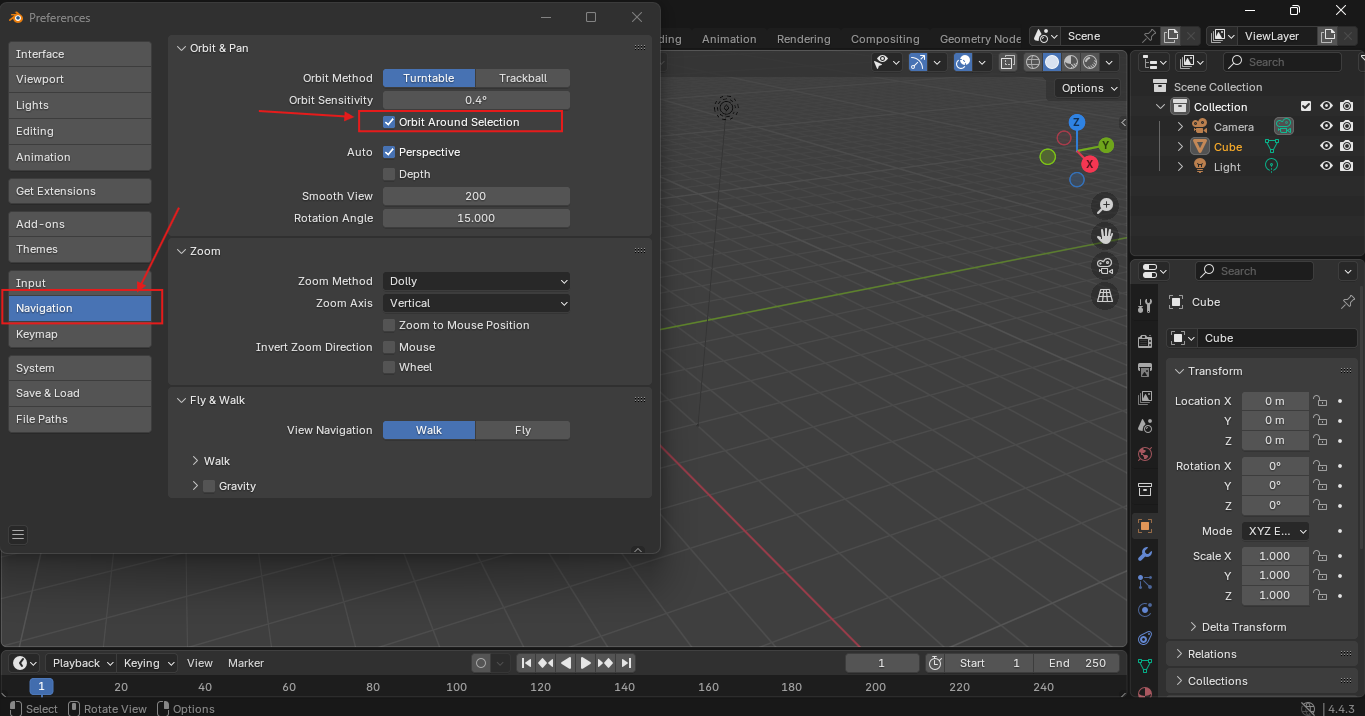 Preferences
Interface
Viewport
Lights
Editing
Animation
Get Extensions
Add-ons
Themes
Input
Navigation
Keymap
System
Save & Load
File Paths
Orbit & Pan
Orbit Method Turntable Trackball
Orbit Sensitivity 0.4°
Orbit Around Selection
Auto Perspective
Depth
Smooth View 200
Rotation Angle 15.000
Zoom
Zoom Method Dolly
Zoom Axis Vertical
Zoom to Mouse Position
Invert Zoom Direction Mouse
Wheel
Fly & Walk
View Navigation Walk Fly
Walk
Gravity
Animation Rendering Compositing Geometry Node
Scene
ViewLayer
Options
Z
Y
X
Search
Scene Collection
Collection
Camera
Cube
Light
Search
Cube
Cube
Transform
Location X 0 m
Y 0 m
Z 0 m
Rotation X 0°
Y 0°
Z 0°
Mode XYZ E...
Scale X 1.000
Y 1.000
Z 1.000
Delta Transform
Relations
Collections
Playback Keying View Marker
1 Start 1 End 250
1 20 40 60 80 100 120 140 160 180 200 220 240
Select Rotate View Options
4.4.3